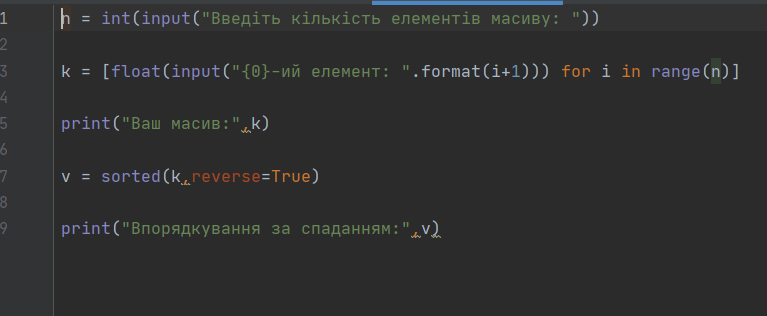 1 n = int(input("Введіть кількість елементів масиву: "))
2
3 k = [float(input("{0}-ий елемент: ".format(i+1))) for i in range(n)]
4
5 print("Ваш масив:",k)
6
7 v = sorted(k,reverse=True)
8
9 print("Впорядкування за спаданням:",v)